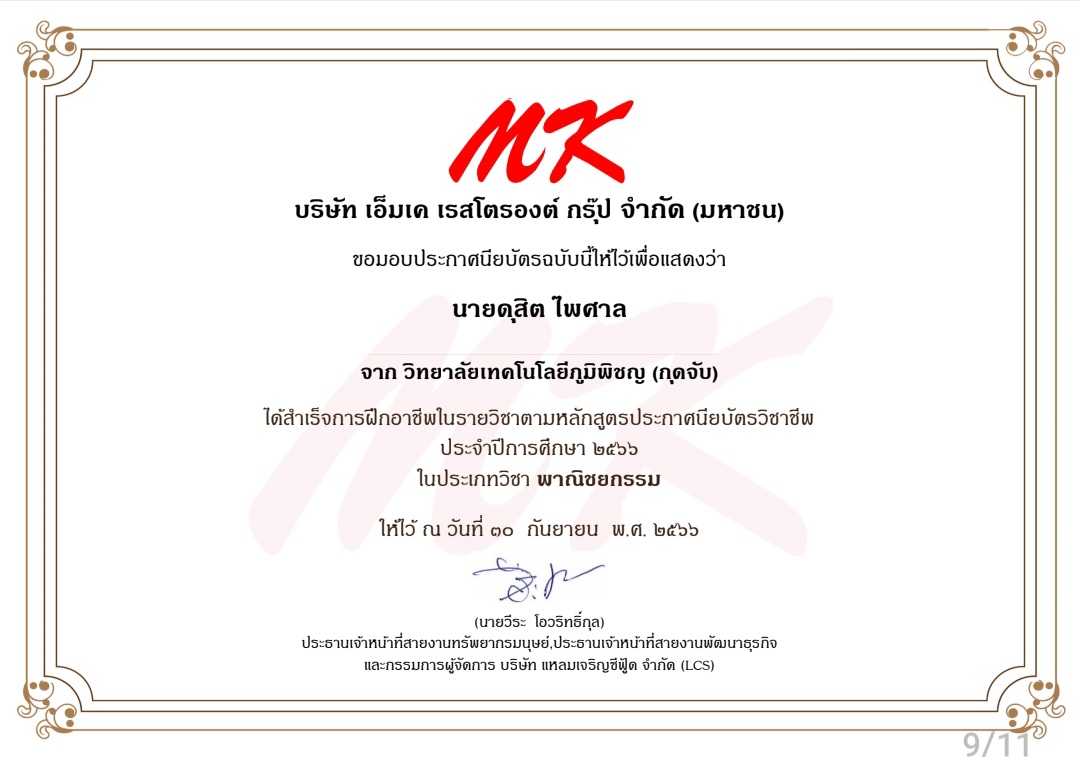 MK
บริษัท เอ็มเค เรสโตรองต์ กรุ๊ป จำกัด (มหาชน)
ขอมอบประกาศนียบัตรฉบับนี้ให้ไว้เพื่อแสดงว่า
นายดุสิต ไพศาล
จาก วิทยาลัยเทคโนโลยีภูมิพิชญ (กุดจับ)
ได้สำเร็จการฝึกอาชีพในรายวิชาตามหลักสูตรประกาศนียบัตรวิชาชีพ
ประจำปีการศึกษา ๒๕๖๖
ในประเภทวิชา พาณิชยกรรม
ให้ไว้ ณ วันที่ ๓๐ กันยายน พ.ศ. ๒๕๖๖
(นายวีระ โอวริทธิ์กุล)
ประธานเจ้าหน้าที่สายงานทรัพยากรมนุษย์,ประธานเจ้าหน้าที่สายงานพัฒนาธุรกิจ
และกรรมการผู้จัดการ บริษัท แหลมเจริญซีฟู้ด จำกัด (LCS)
9/11